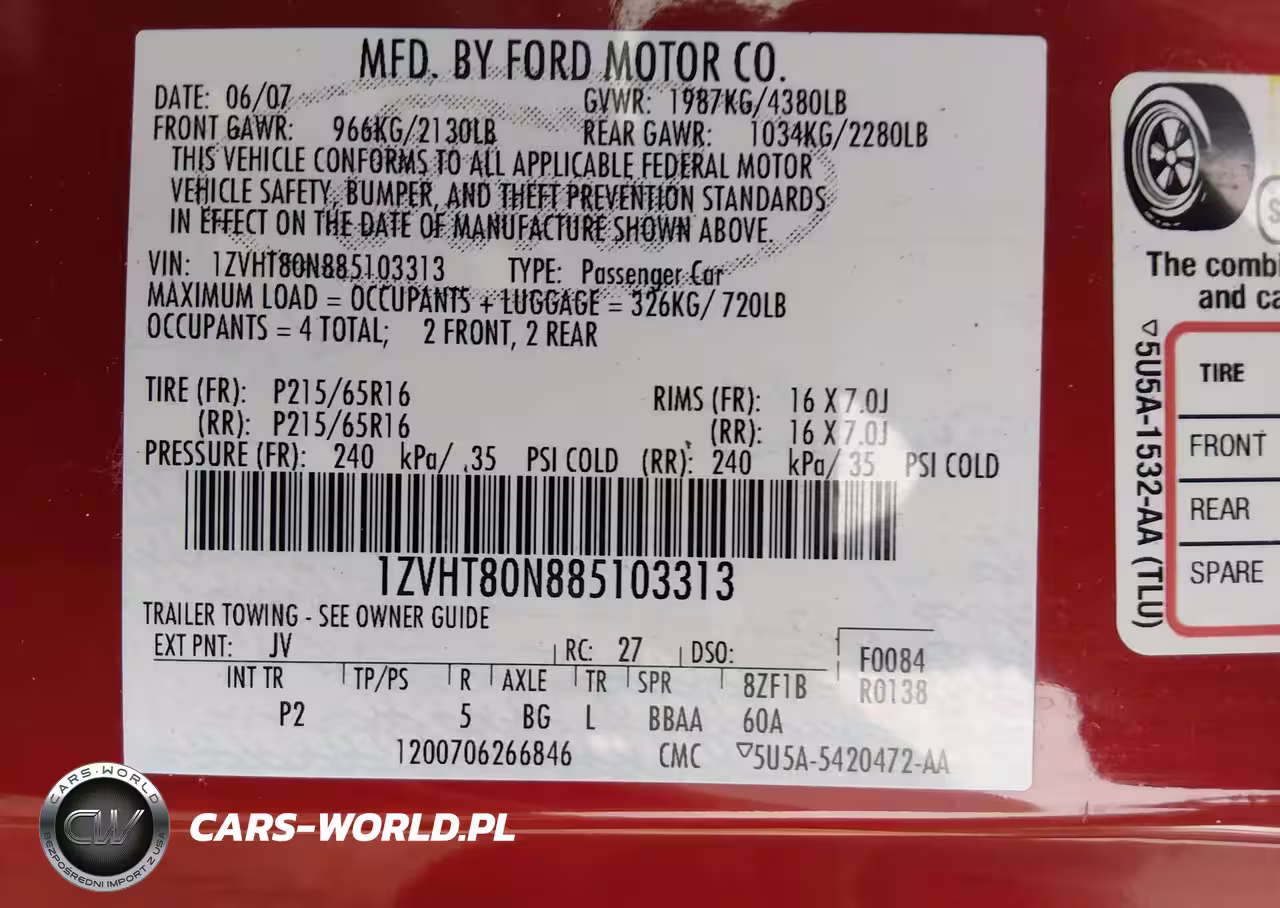 MFD. BY FORD MOTOR CO.
DATE: 06/07 GVWR: 1987KG/4380LB
FRONT GAWR: 966KG/2130LB REAR GAWR: 1034KG/2280LB
THIS VEHICLE CONFORMS TO ALL APPLICABLE FEDERAL MOTOR
VEHICLE SAFETY, BUMPER, AND THEFT PREVENTION STANDARDS
IN EFFECT ON THE DATE OF MANUFACTURE SHOWN ABOVE.
VIN: 1ZVHT80N885103313 TYPE: Passenger Car
MAXIMUM LOAD = OCCUPANTS + LUGGAGE = 326KG/ 720LB
OCCUPANTS = 4 TOTAL; 2 FRONT, 2 REAR
TIRE (FR): P215/65R16 RIMS (FR): 16 X 7.0J
(RR): P215/65R16 (RR): 16 X 7.0J
PRESSURE (FR): 240 kPa/ 35 PSI COLD (RR): 240 kPa/ 35 PSI COLD
1ZVHT80N885103313
TRAILER TOWING - SEE OWNER GUIDE
EXT PNT: JV RC: 27 DSO: F0084
INT TR TP/PS R AXLE TR SPR 8ZF1B R0138
P2 5 BG L BBAA 60A
1200706266846 CMC ▽5U5A-5420472-AA
The combi
and ca
▽5U5A-1532-AA (TLU)
TIRE
FRONT
REAR
SPARE
CARS-WORLD
CW
BEZPOŚREDNI IMPORT Z USA
CARS-WORLD.PL